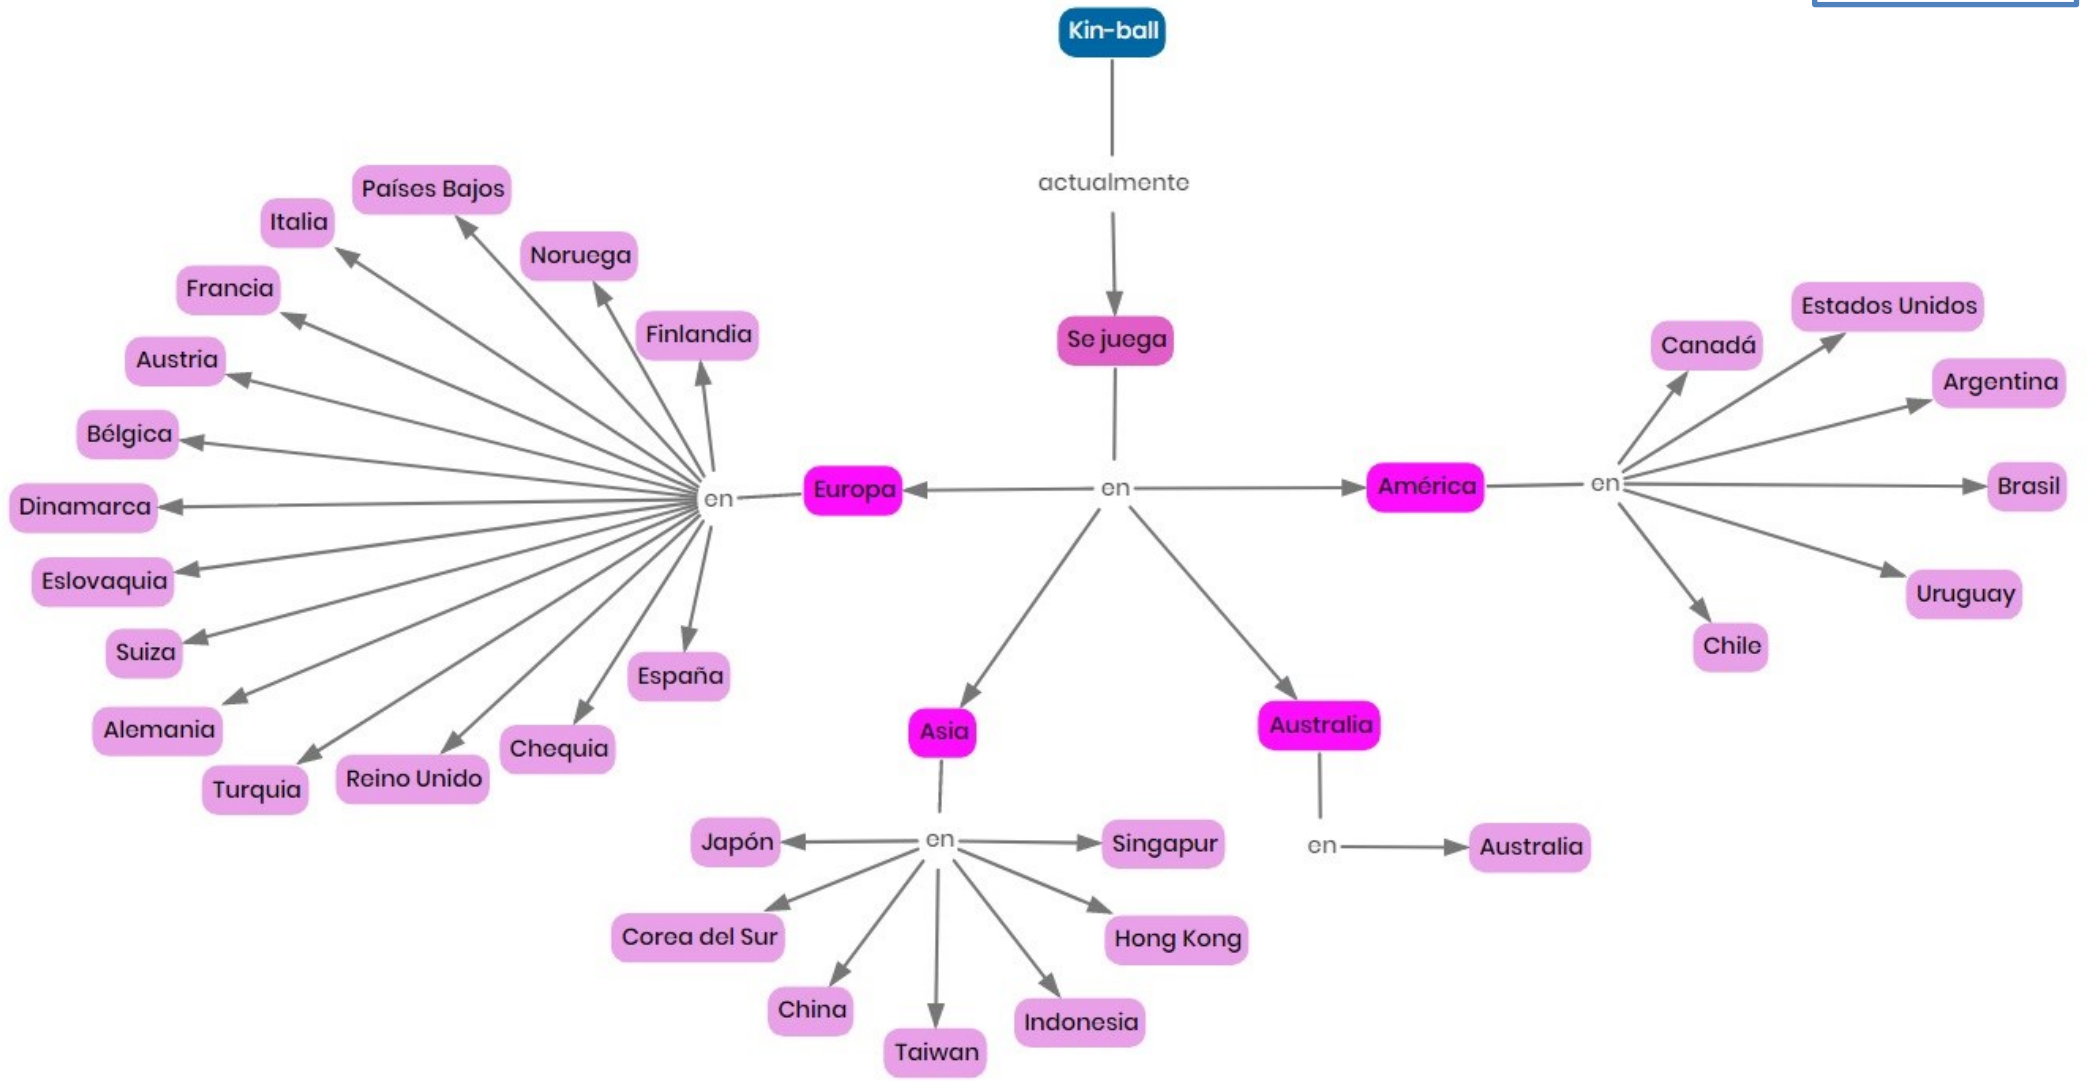 Kin-ball
actualmente
Se juega
en
Europa
en
Países Bajos
Italia
Noruega
Francia
Finlandia
Austria
Bélgica
Dinamarca
Eslovaquia
Suiza
Alemania
Turquia
Reino Unido
Chequia
España
América
en
Canadá
Estados Unidos
Argentina
Brasil
Uruguay
Chile
Asia
en
Japón
Singapur
Corea del Sur
Hong Kong
China
Indonesia
Taiwan
Australia
en
Australia